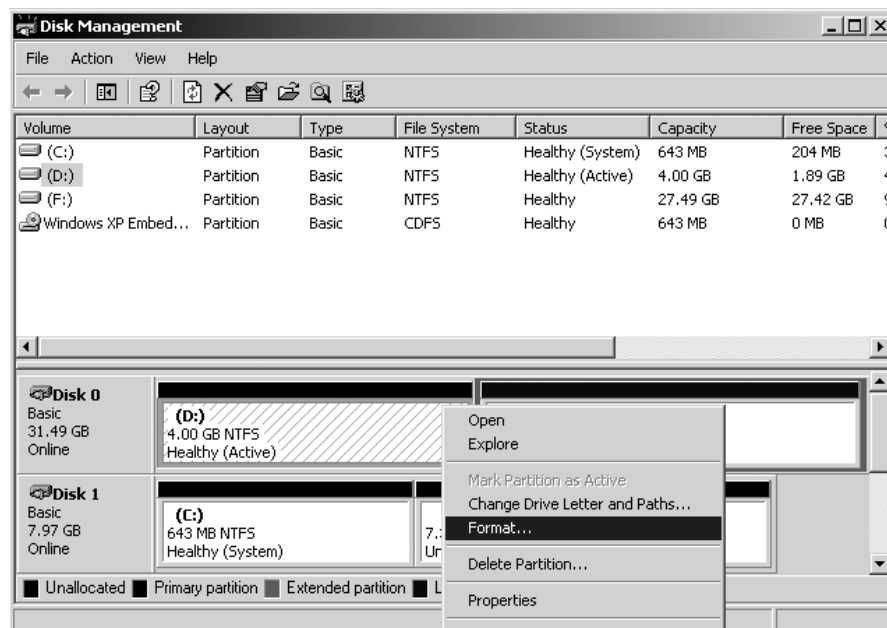 Disk Management
File Action View Help
Volume Layout Type File System Status Capacity Free Space
(C:) Partition Basic NTFS Healthy (System) 643 MB 204 MB
(D:) Partition Basic NTFS Healthy (Active) 4.00 GB 1.89 GB
(F:) Partition Basic NTFS Healthy 27.49 GB 27.42 GB
Windows XP Embed... Partition Basic CDFS Healthy 643 MB 0 MB
Disk 0
Basic
31.49 GB
Online
(D:)
4.00 GB NTFS
Healthy (Active)
Open
Explore
Mark Partition as Active
Change Drive Letter and Paths...
Format...
Delete Partition...
Properties
Disk 1
Basic
7.97 GB
Online
(C:)
643 MB NTFS
Healthy (System)
Unallocated Primary partition Extended partition